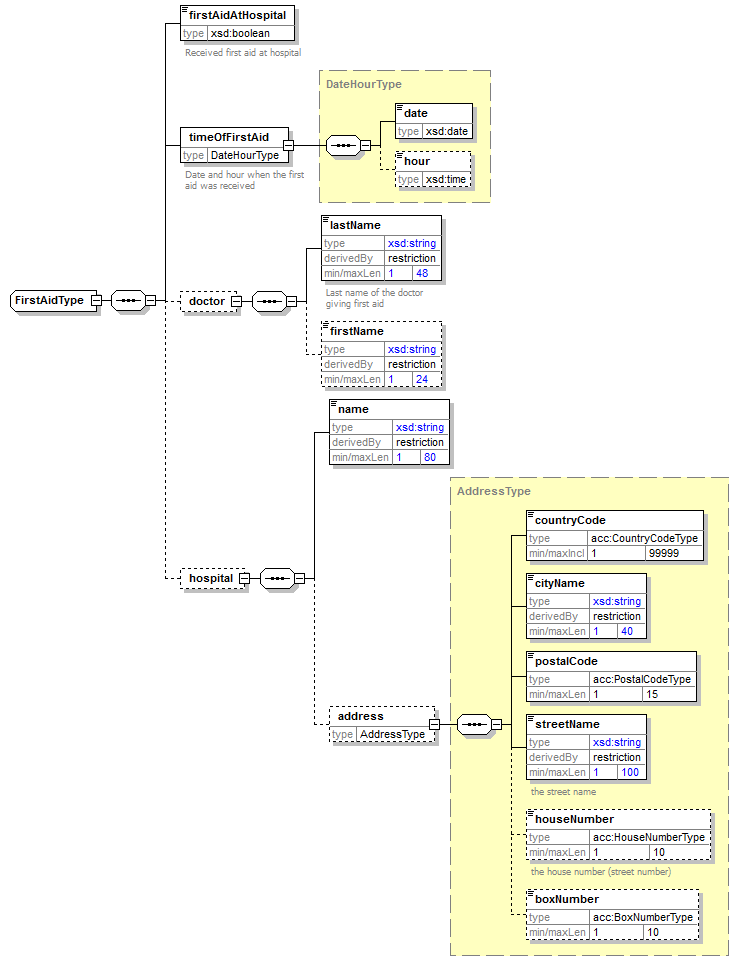 firstAidAtHospital
type xsd:boolean
Received first aid at hospital
DateHourType
date
type xsd:date
timeOfFirstAid
type DateHourType
Date and hour when the first
aid was received
hour
type xsd:time
lastName
type xsd:string
derivedBy restriction
min/maxLen 1 48
Last name of the doctor
giving first aid
FirstAidType
doctor
firstName
type xsd:string
derivedBy restriction
min/maxLen 1 24
name
type xsd:string
derivedBy restriction
min/maxLen 1 80
AddressType
countryCode
type acc:CountryCodeType
min/maxIncl 1 99999
hospital
cityName
type xsd:string
derivedBy restriction
min/maxLen 1 40
postalCode
type acc:PostalCodeType
min/maxLen 1 15
address
type AddressType
streetName
type xsd:string
derivedBy restriction
min/maxLen 1 100
the street name
houseNumber
type acc:HouseNumberType
min/maxLen 1 10
the house number (street number)
boxNumber
type acc:BoxNumberType
min/maxLen 1 10